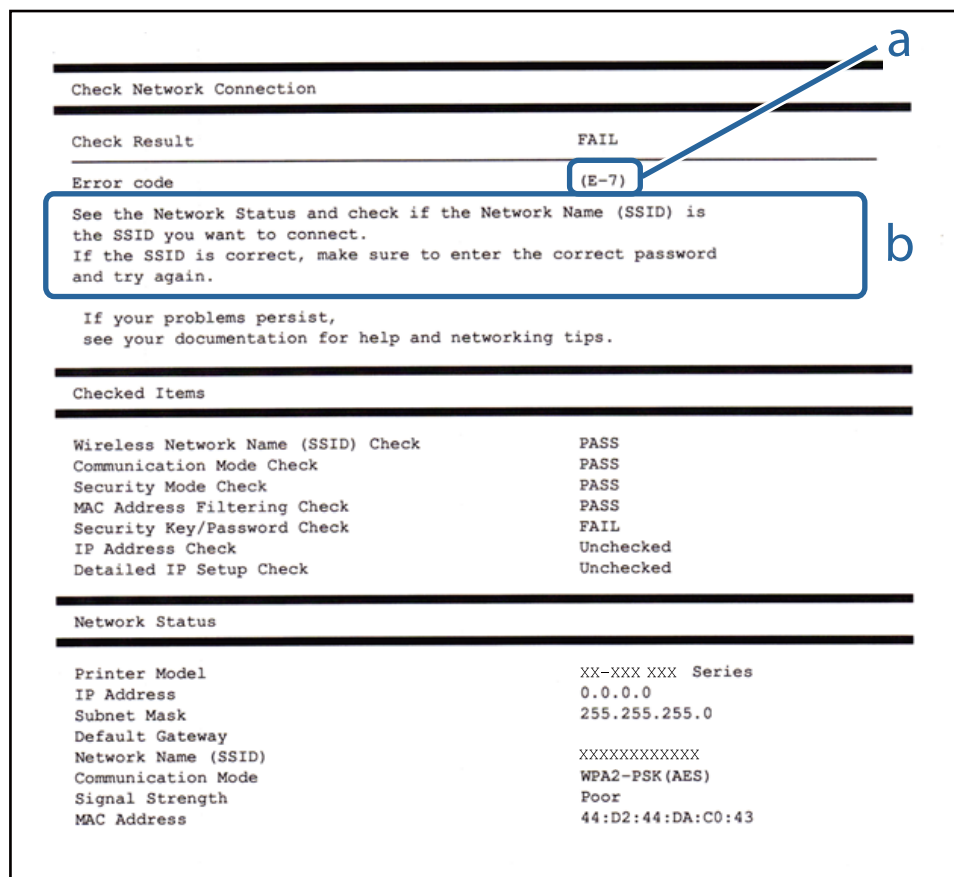 a
Check Network Connection
Check Result FAIL
Error code (E-7)
See the Network Status and check if the Network Name (SSID) is
the SSID you want to connect.
If the SSID is correct, make sure to enter the correct password
and try again.
b
If your problems persist,
see your documentation for help and networking tips.
Checked Items
Wireless Network Name (SSID) Check PASS
Communication Mode Check PASS
Security Mode Check PASS
MAC Address Filtering Check PASS
Security Key/Password Check FAIL
IP Address Check Unchecked
Detailed IP Setup Check Unchecked
Network Status
Printer Model XX-XXX XXX Series
IP Address 0.0.0.0
Subnet Mask 255.255.255.0
Default Gateway
Network Name (SSID) XXXXXXXXXXXX
Communication Mode WPA2-PSK(AES)
Signal Strength Poor
MAC Address 44:D2:44:DA:C0:43